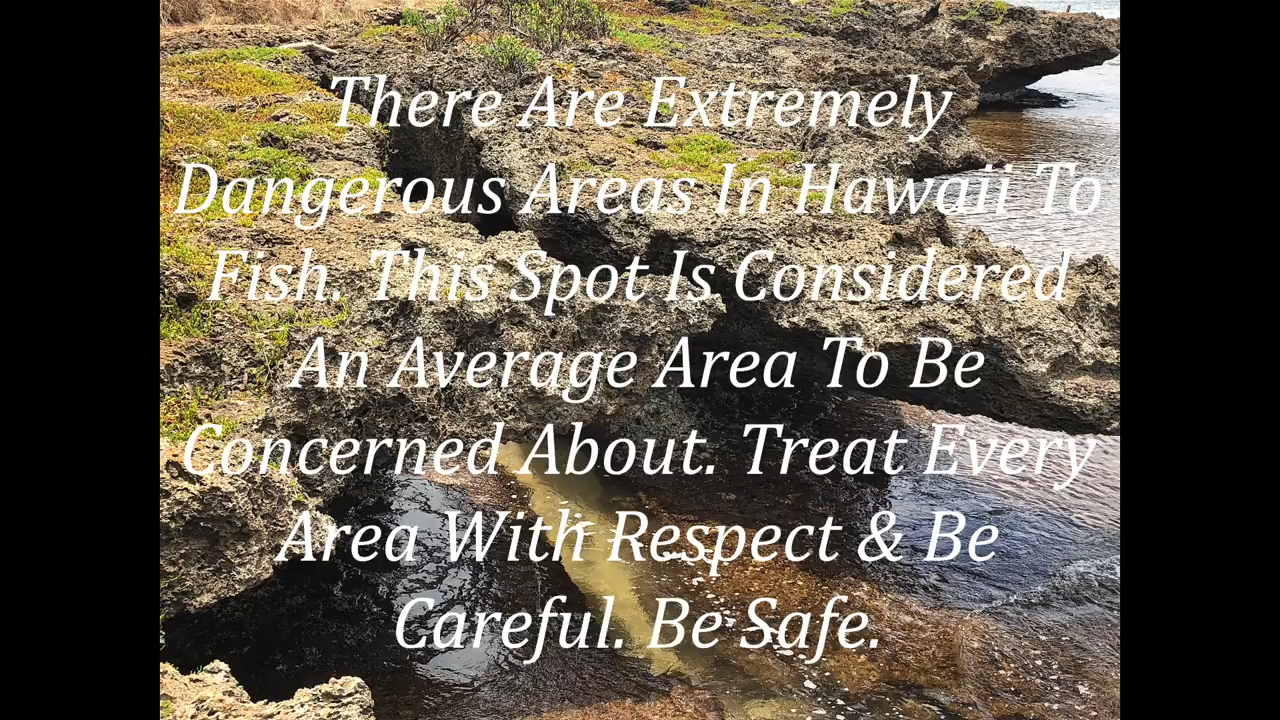 There Are Extremely
Dangerous Areas In Hawaii To
Fish. This Spot Is Considered
An Average Area To Be
Concerned About. Treat Every
Area With Respect & Be
Careful. Be Safe.